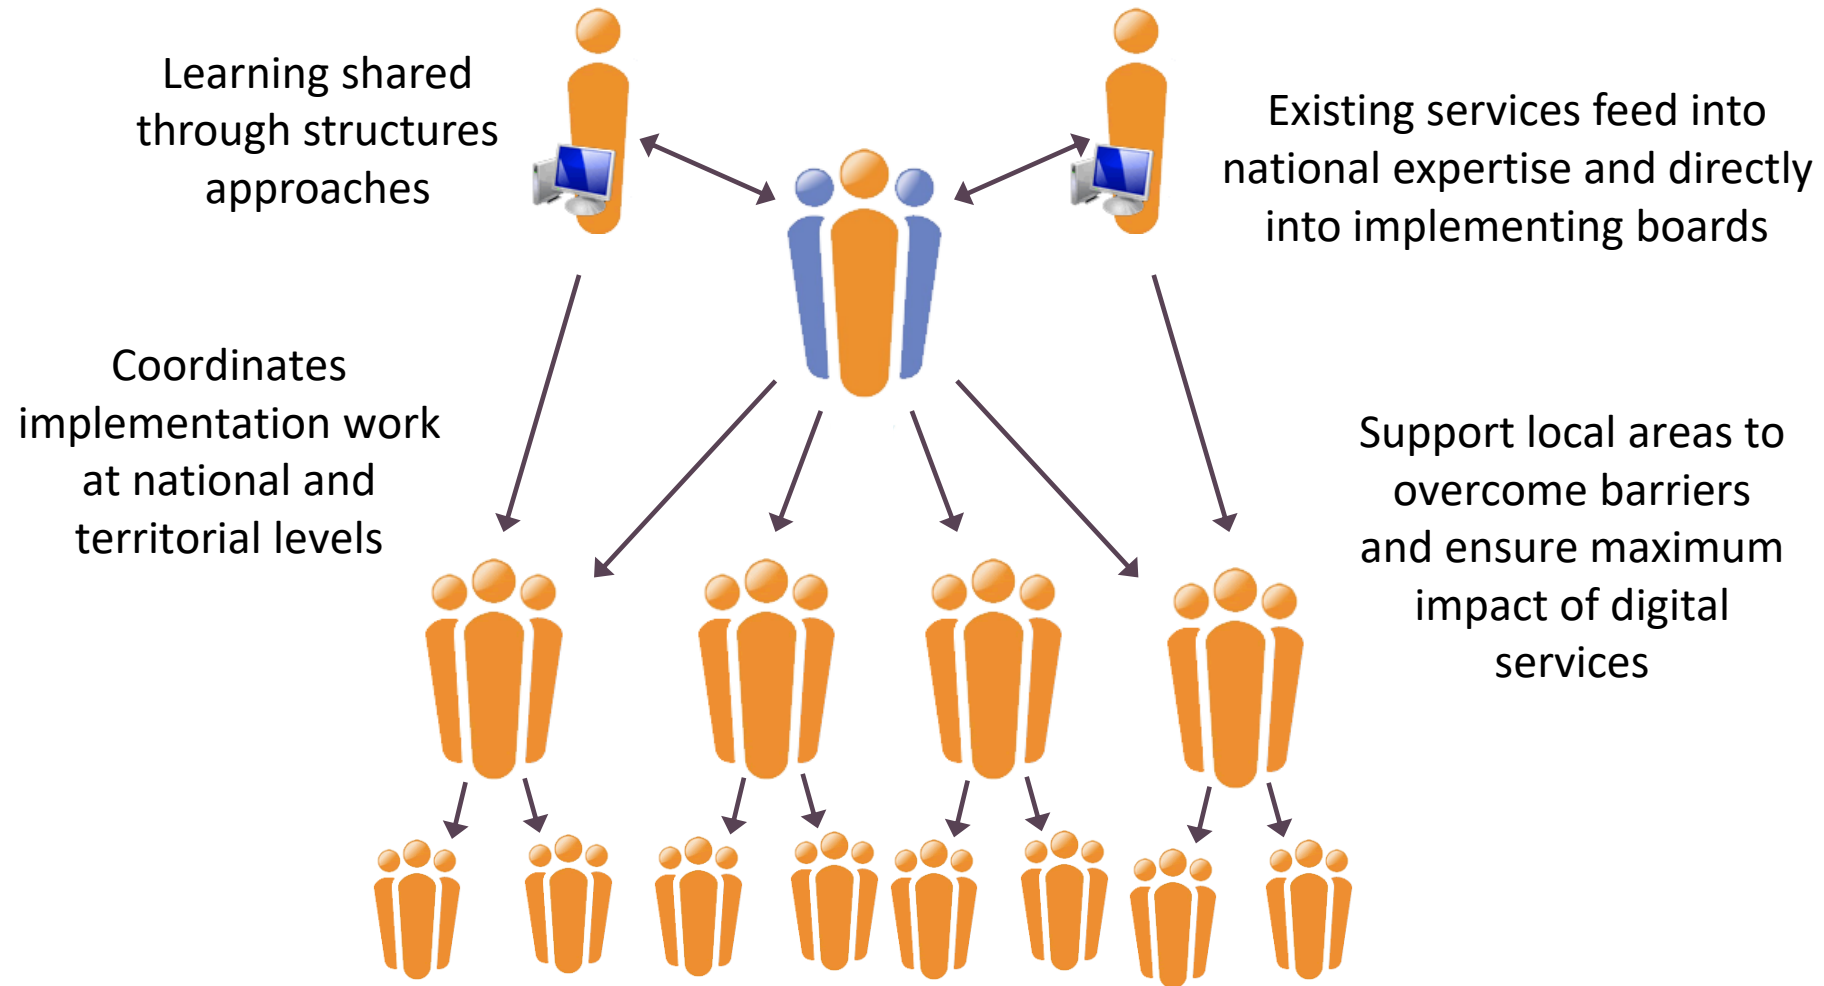 Learning shared
through structures
approaches
Existing services feed into
national expertise and directly
into implementing boards
Coordinates
implementation work
at national and
territorial levels
Support local areas to
overcome barriers
and ensure maximum
impact of digital
services